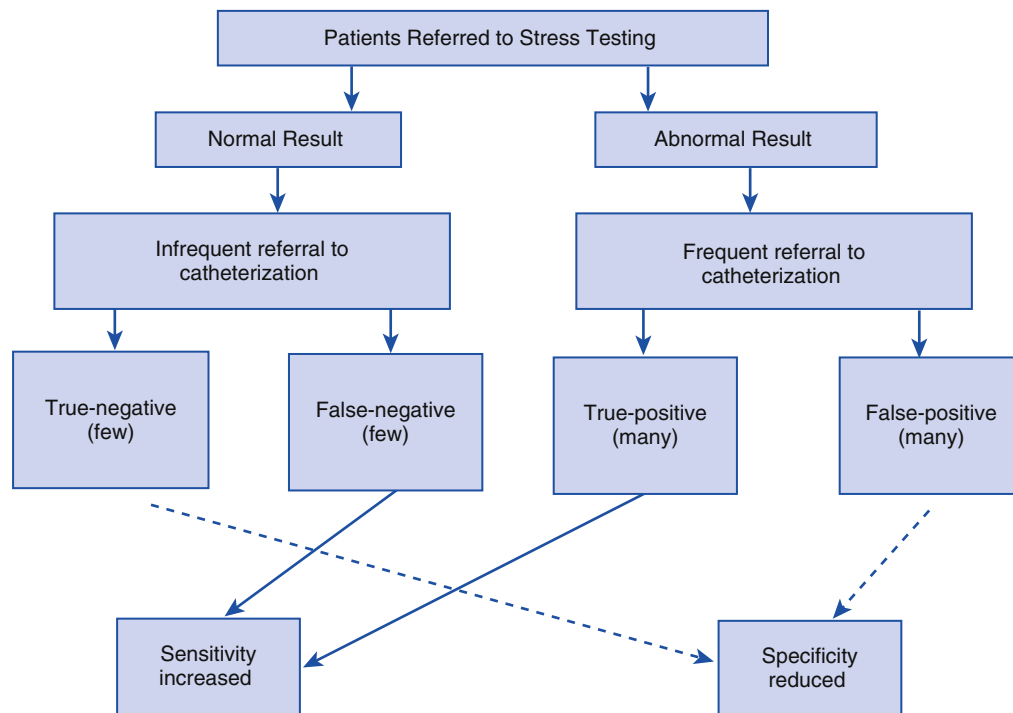 Patients Referred to Stress Testing
Normal Result
Abnormal Result
Infrequent referral to
catheterization
Frequent referral to
catheterization
True-negative
(few)
False-negative
(few)
True-positive
(many)
False-positive
(many)
Sensitivity
increased
Specificity
reduced